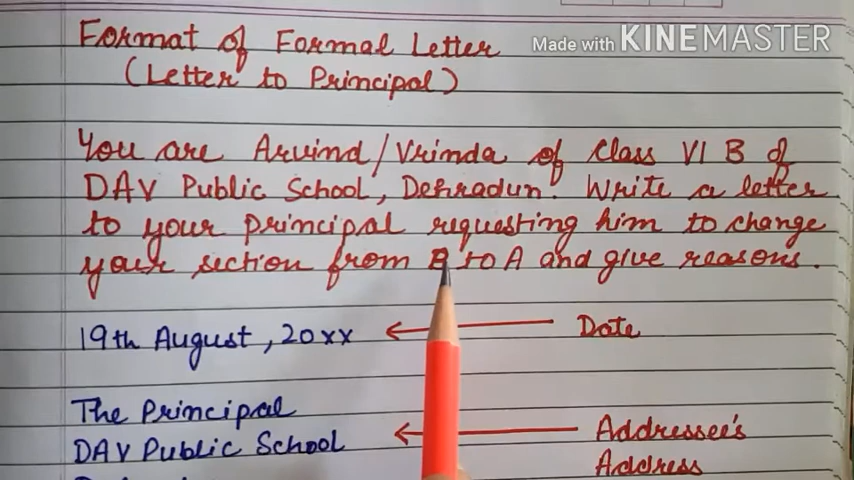 Format of Formal Letter
Made with KINEMASTER
(Letter to Principal)
You are Arvind/Vrinda of Class VI B of
DAV Public School, Dehradun. Write a letter
to your principal requesting him to change
your section from B to A and give reasons.
19th August, 20xx
Date
The Principal
DAV Public School
Addressee's
Address